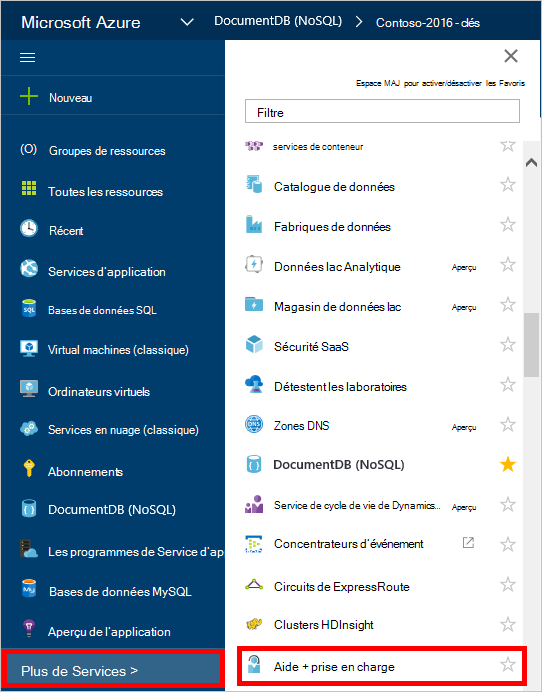 Microsoft Azure
DocumentDB (NoSQL)
Contoso-2016 - clés
Espace MAJ pour activer/désactiver les Favoris
Nouveau
Groupes de ressources
Toutes les ressources
Récent
Services d'application
SQL
Bases de données SQL
Virtual machines (classique)
Ordinateurs virtuels
Services en nuage (classique)
Abonnements
DocumentDB (NoSQL)
Les programmes de Service d'ap
My
Bases de données MySQL
Aperçu de l'application
Plus de Services >
Filtre
services de conteneur
Catalogue de données
Fabriques de données
Données lac Analytique Aperçu
Magasin de données lac Aperçu
Sécurité SaaS
Détestent les laboratoires
DNS
Zones DNS Aperçu
DocumentDB (NoSQL)
Service de cycle de vie de Dynamics... Aperçu
Concentrateurs d'événement
Circuits de ExpressRoute
Clusters HDInsight
Aide + prise en charge